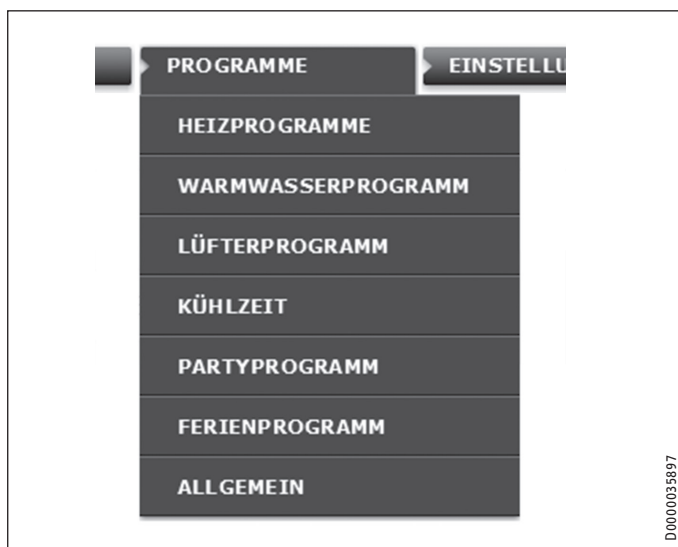 PROGRAMME
EINSTELLU
HEIZPROGRAMME
WARMWASSERPROGRAMM
LÜFTERPROGRAMM
KÜHLZEIT
PARTYPROGRAMM
FERIENPROGRAMM
ALLGEMEIN
D0000035897